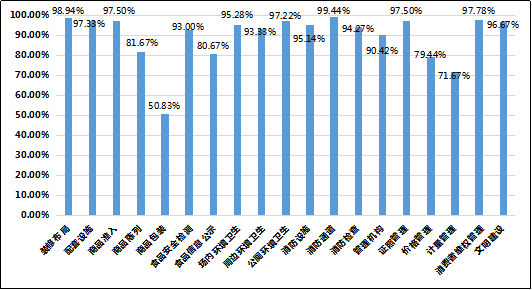 100.00%
90.00%
80.00%
70.00%
60.00%
50.00%
40.00%
30.00%
20.00%
10.00%
0.00%
98.94%
97.33%
97.50%
81.67%
50.83%
93.00%
80.67%
95.28%
93.33%
97.22%
95.14%
99.44%
94.27%
90.42%
97.50%
79.44%
71.67%
97.78%
96.67%
装修布局
配套设施
商品准入
商品陈列
商品包装
食品安全检测
食品信息公示
场内环境卫生
周边环境卫生
公厕环境卫生
消防设施
消防通道
消防检查
管理机构
证照管理
价格管理
计量管理
消费者维权管理
文明建设